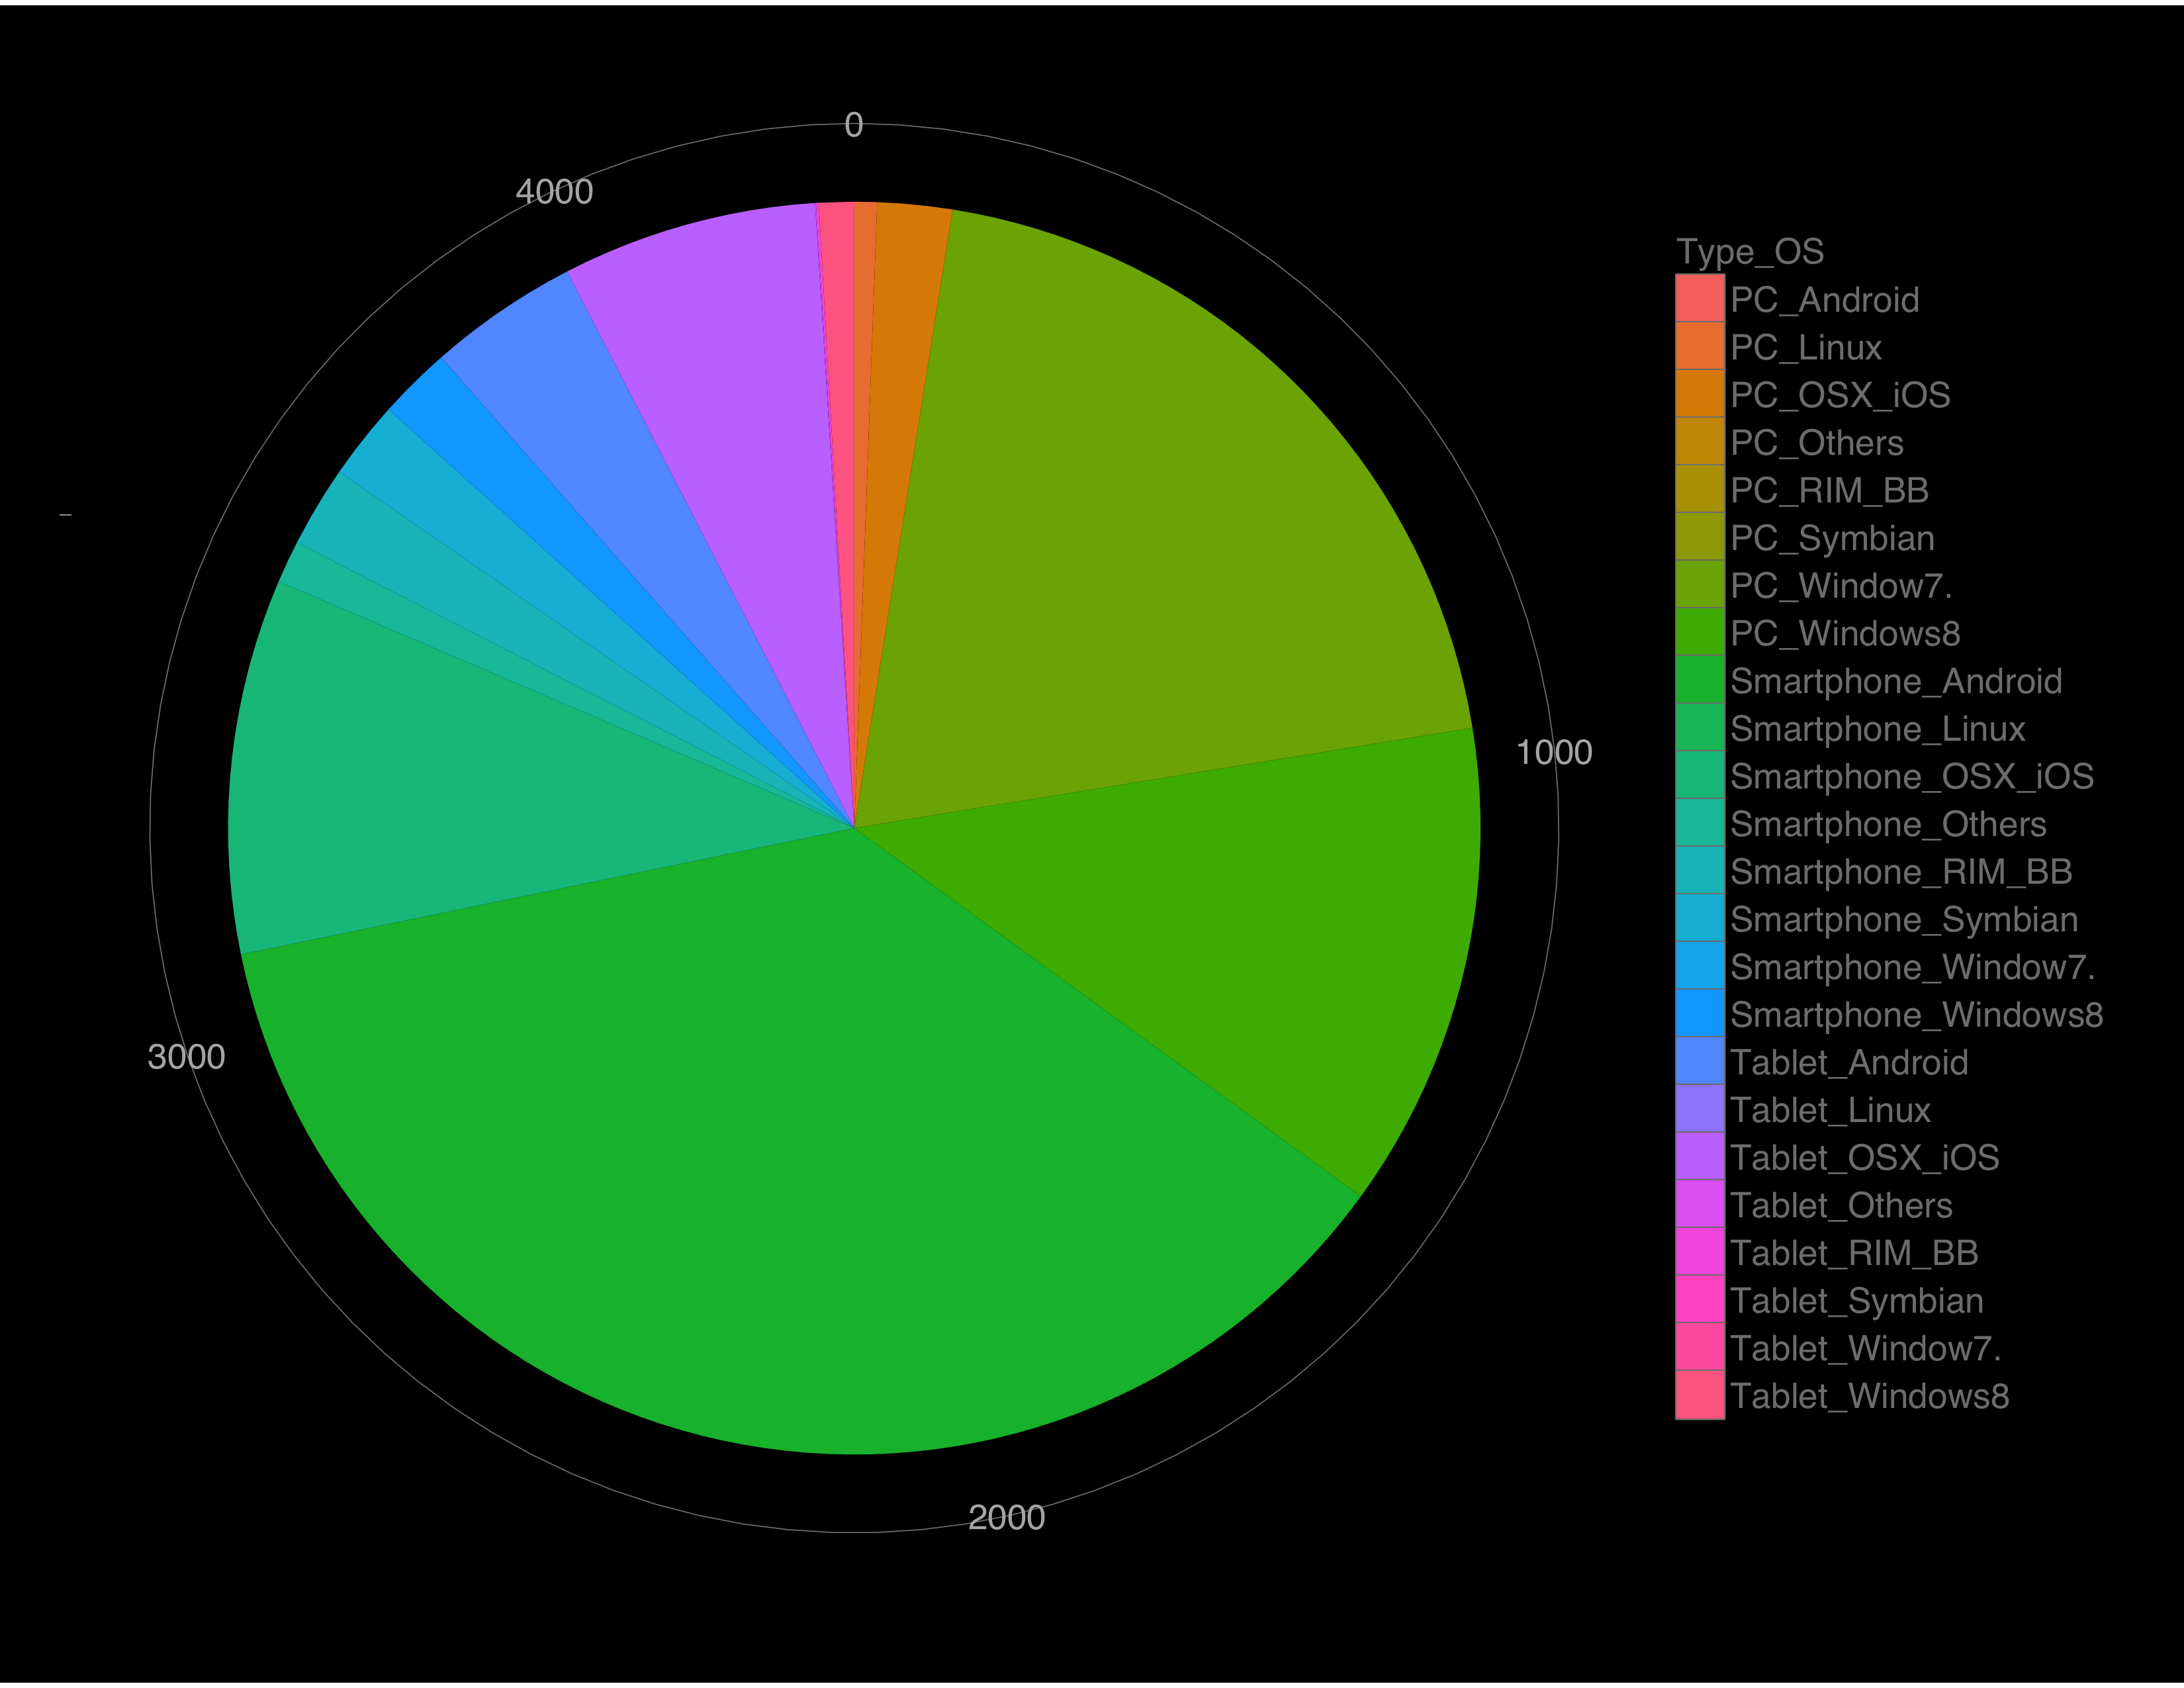 0
4000
1000
3000
2000
Type_OS
PC_Android
PC_Linux
PC_OSX_iOS
PC_Others
PC_RIM_BB
PC_Symbian
PC_Window7.
PC_Windows8
Smartphone_Android
Smartphone_Linux
Smartphone_OSX_iOS
Smartphone_Others
Smartphone_RIM_BB
Smartphone_Symbian
Smartphone_Window7.
Smartphone_Windows8
Tablet_Android
Tablet_Linux
Tablet_OSX_iOS
Tablet_Others
Tablet_RIM_BB
Tablet_Symbian
Tablet_Window7.
Tablet_Windows8